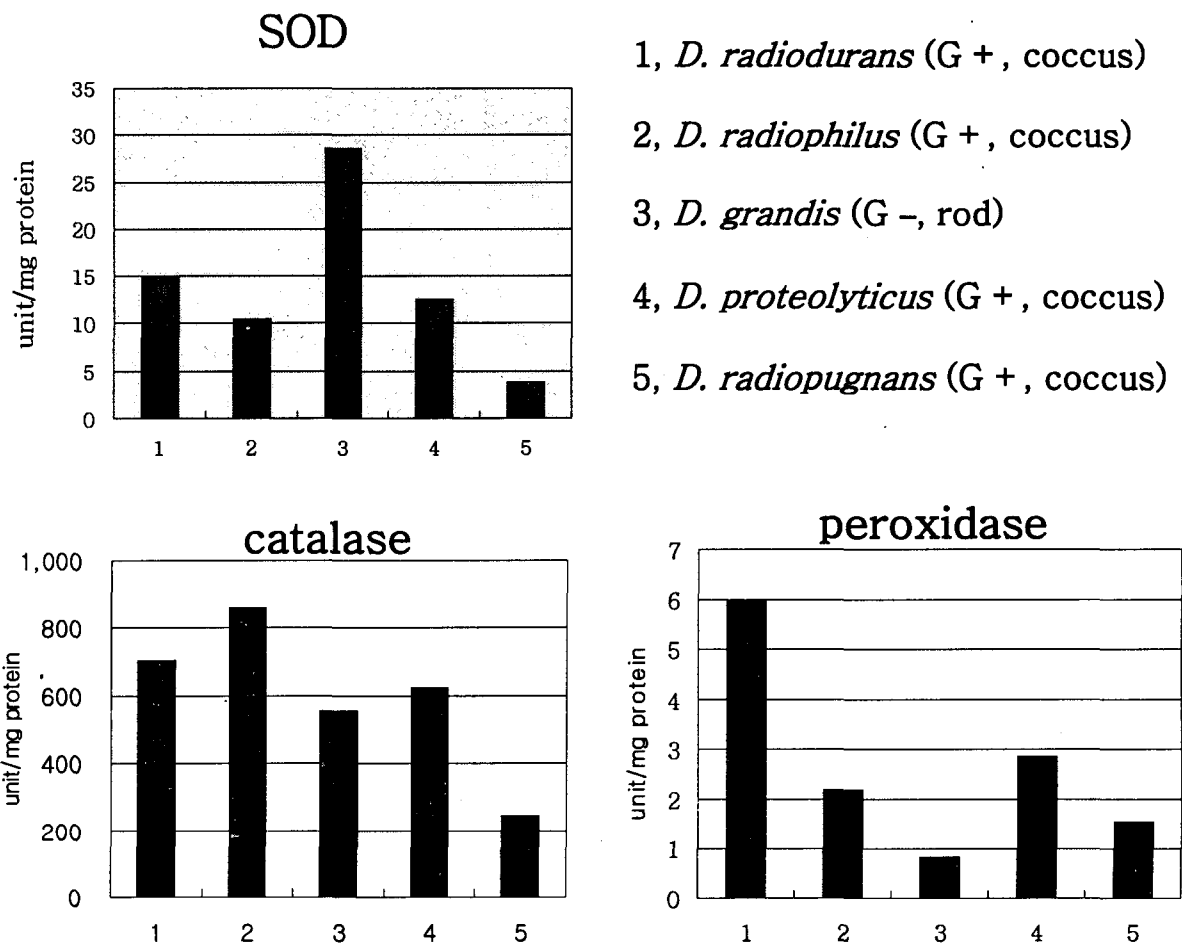 SOD
35
30
25
20
15
10
5
0
unit/mg protein
1 2 3 4 5
1, D. radiodurans (G +, coccus)
2, D. radiophilus (G +, coccus)
3, D. grandis (G –, rod)
4, D. proteolyticus (G +, coccus)
5, D. radiopugnans (G +, coccus)
catalase
1,000
800
600
400
200
0
unit/mg protein
1 2 3 4 5
peroxidase
7
6
5
4
3
2
1
0
unit/mg protein
1 2 3 4 5